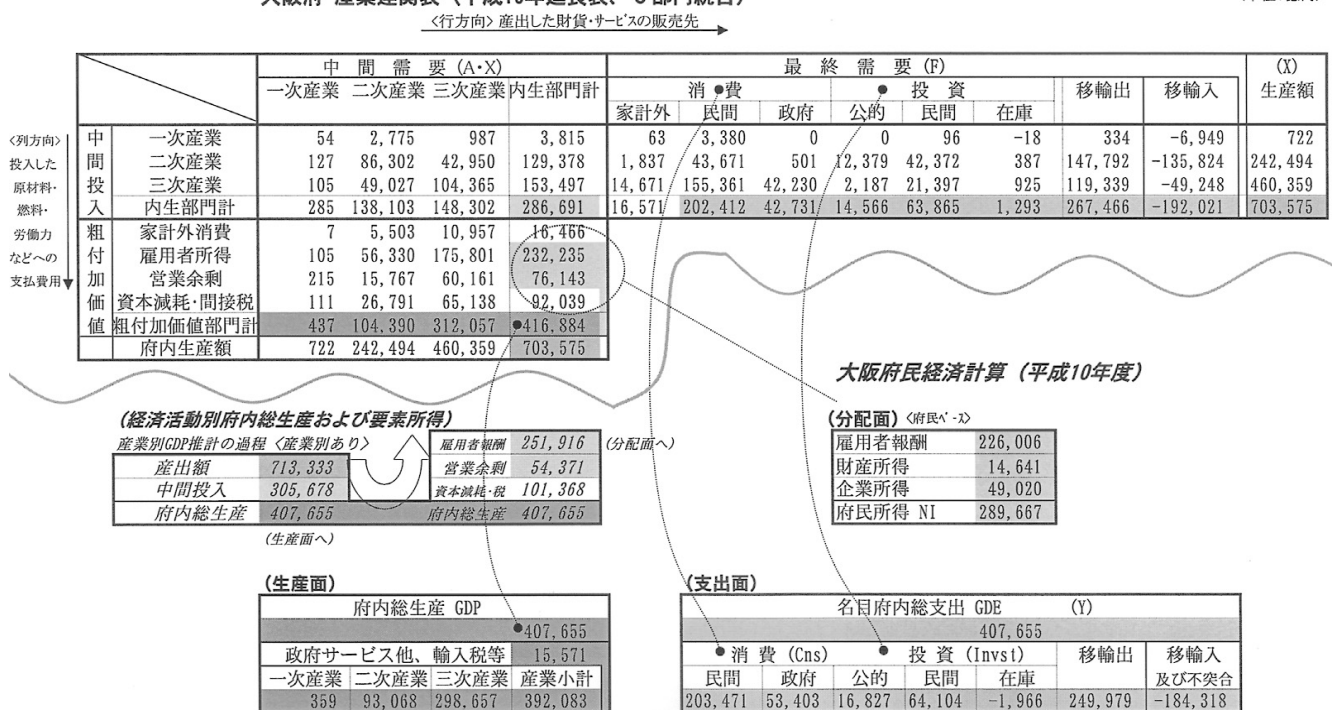 <行方向> 産出した財貨・サービスの販売先
中間需要 (A・X) 最終需要 (F) (X)
一次産業 二次産業 三次産業 内生部門計 消費 投資 移輸出 移輸入 生産額
家計外 民間 政府 公的 民間 在庫
<列方向>
投入した
原材料・
燃料・
労働力
などへの
支払費用
中間投入
一次産業 54 2,775 987 3,815 63 3,380 0 0 96 -18 334 -6,949 722
二次産業 127 86,302 42,950 129,378 1,837 43,671 501 12,379 42,372 387 147,792 -135,824 242,494
三次産業 105 49,027 104,365 153,497 14,671 155,361 42,230 2,187 21,397 925 119,339 -49,248 460,359
内生部門計 285 138,103 148,302 286,691 16,571 202,412 42,731 14,566 63,865 1,293 267,466 -192,021 703,575
粗付加価値
家計外消費 7 5,503 10,957 16,466
雇用者所得 105 56,330 175,801 232,235
営業余剰 215 15,767 60,161 76,143
資本減耗・間接税 111 26,791 65,138 92,039
粗付加価値部門計 437 104,390 312,057 416,884
府内生産額 722 242,494 460,359 703,575
大阪府民経済計算 (平成10年度)
(経済活動別府内総生産および要素所得)
産業別GDP推計の過程 <産業別あり>
産出額 713,333
中間投入 305,678
府内総生産 407,655
(生産面へ)
雇用者報酬 251,916 (分配面へ)
営業余剰 54,371
資本減耗・税 101,368
府内総生産 407,655
(分配面) <府民ベース>
雇用者報酬 226,006
財産所得 14,641
企業所得 49,020
府民所得 NI 289,667
(生産面)
府内総生産 GDP
407,655
政府サービス他、輸入税等 15,571
一次産業 二次産業 三次産業 産業小計
359 93,068 298,657 392,083
(支出面)
名目府内総支出 GDE (Y)
407,655
消費 (Cns) 投資 (Invst) 移輸出 移輸入
民間 政府 公的 民間 在庫 及び不突合
203,471 53,403 16,827 64,104 -1,966 249,979 -184,318